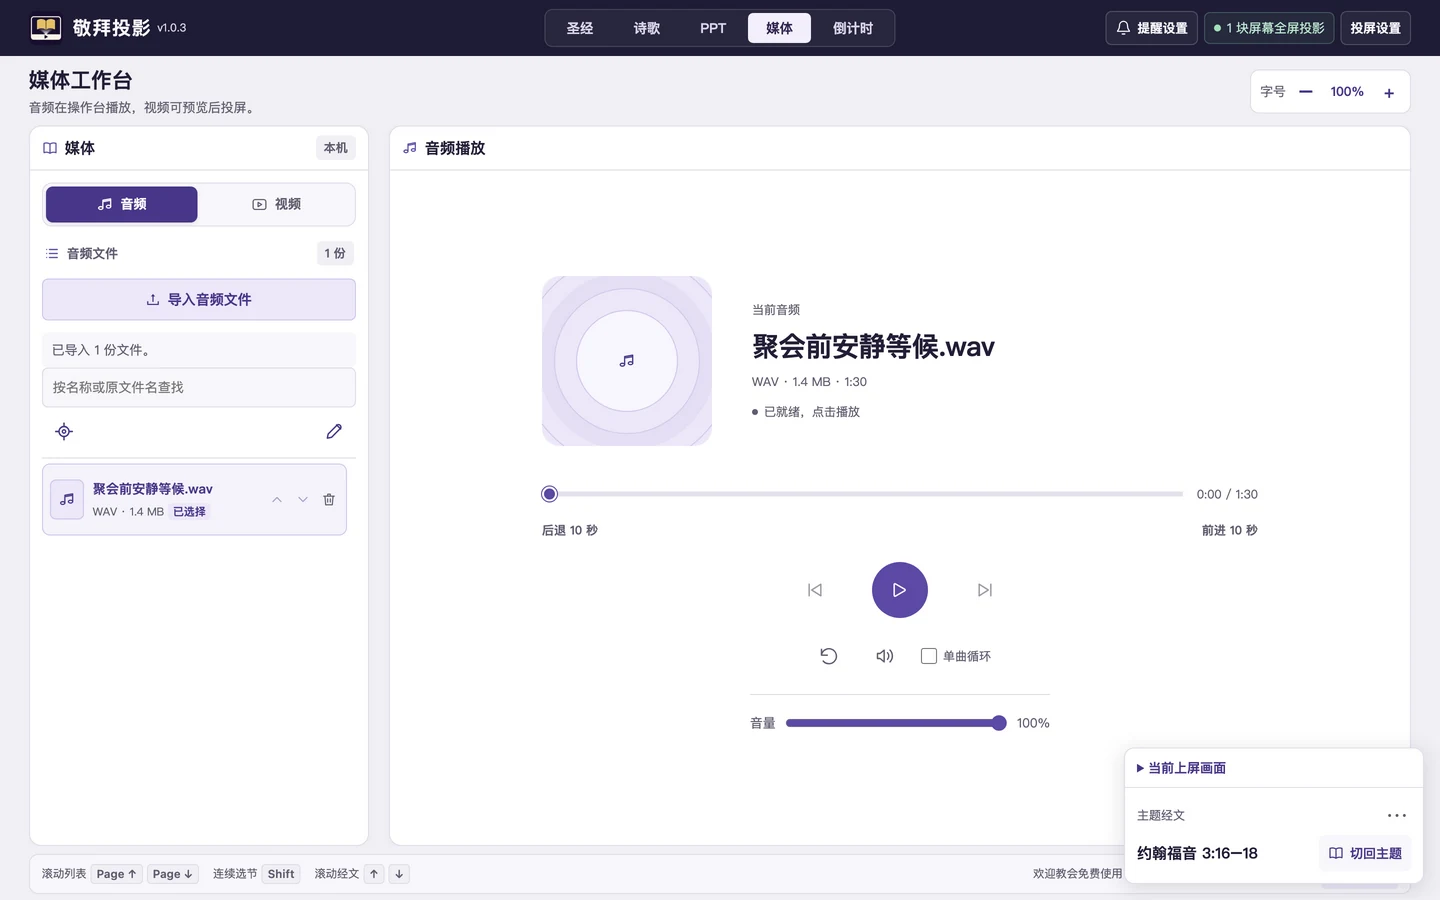 敬拜投影 v1.0.3
圣经 诗歌 PPT 媒体 倒计时
提醒设置 1 块屏幕全屏投影 投屏设置
媒体工作台
音频在操作台播放，视频可预览后投屏。
字号 — 100% +
媒体 本机
音频 视频
音频文件 1 份
导入音频文件
已导入 1 份文件。
按名称或原文件名查找
聚会前安静等候.wav
WAV · 1.4 MB 已选择
音频播放
当前音频
聚会前安静等候.wav
WAV · 1.4 MB · 1:30
已就绪，点击播放
0:00 / 1:30
后退 10 秒 前进 10 秒
单曲循环
音量 100%
当前上屏画面
主题经文
约翰福音 3:16—18 切回主题
滚动列表 Page ↑ Page ↓ 连续选节 Shift 滚动经文 ↑ ↓
欢迎教会免费使用